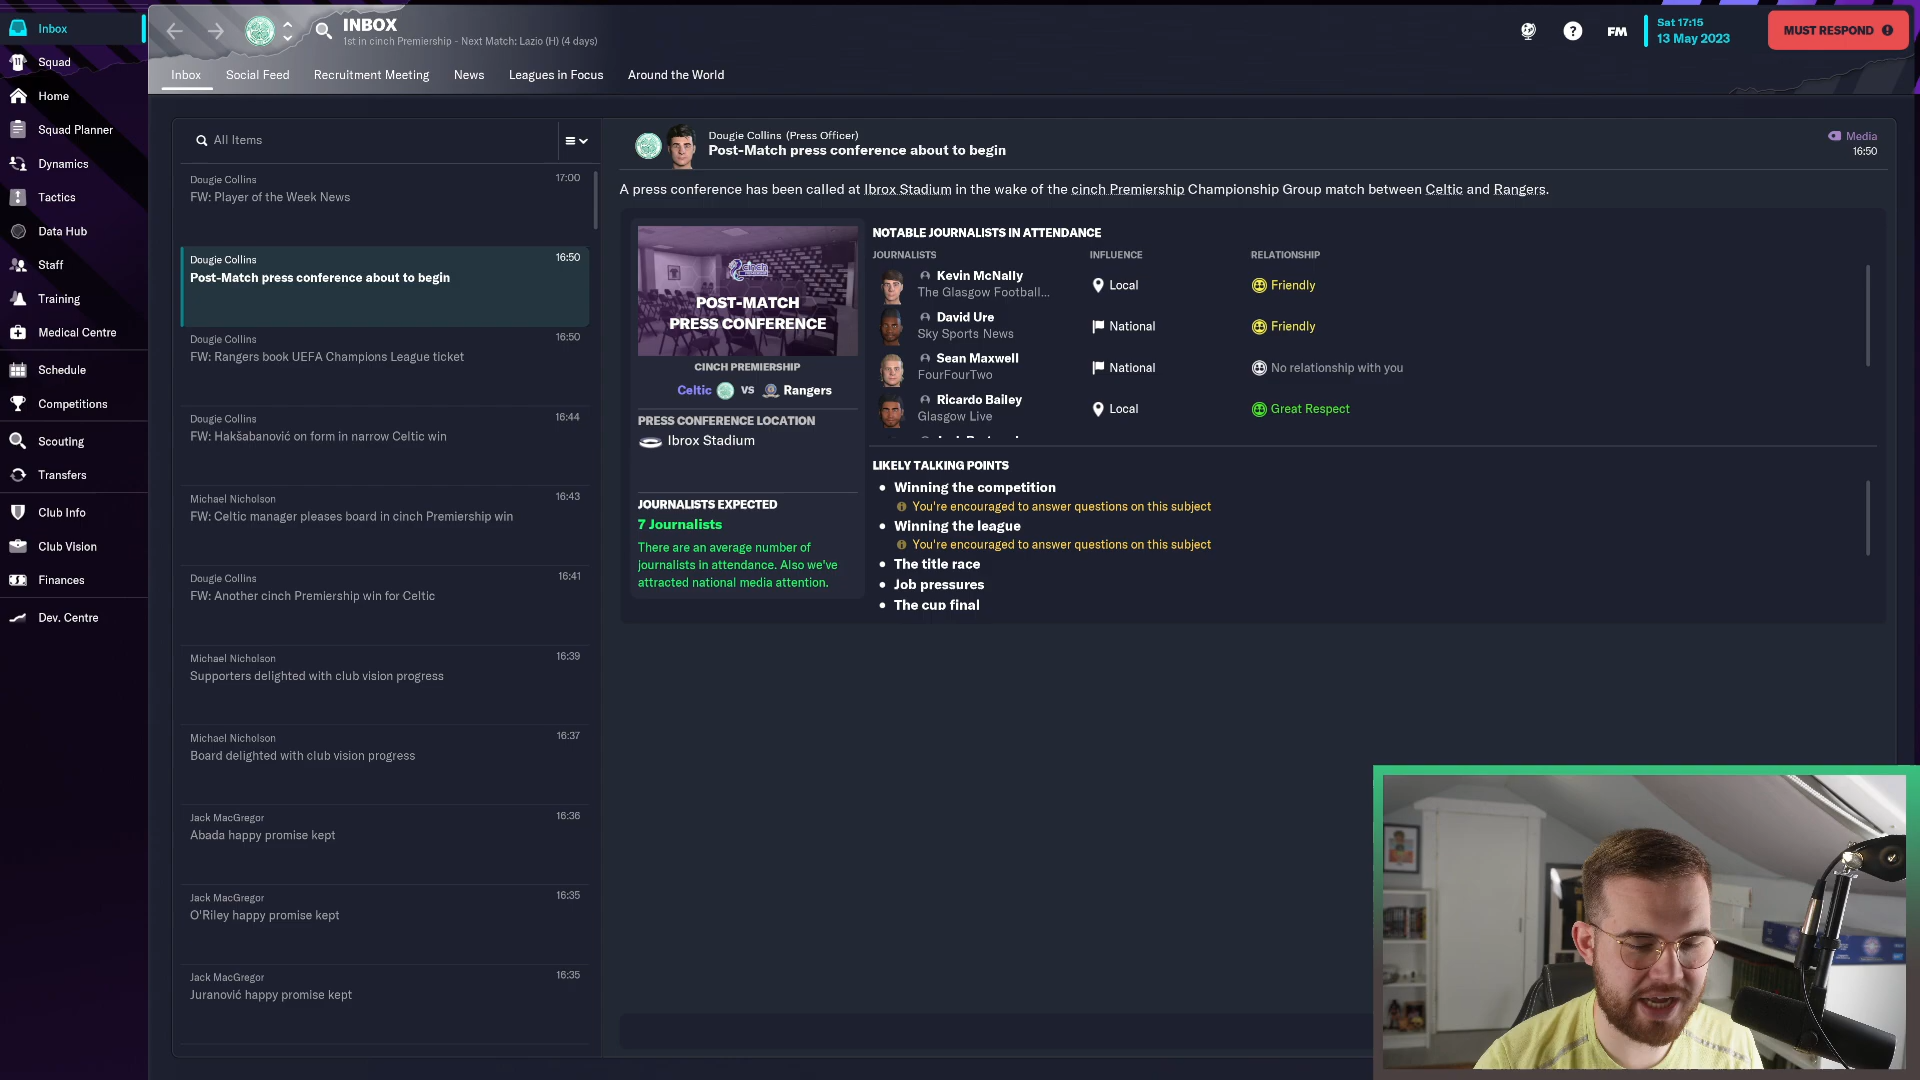 Inbox
Squad
Home
Squad Planner
Dynamics
Tactics
Data Hub
Staff
Training
Medical Centre
Schedule
Competitions
Scouting
Transfers
Club Info
Club Vision
Finances
Dev. Centre
INBOX
1st in cinch Premiership - Next Match: Lazio (H) (4 days)
FM
Sat 17:15
13 May 2023
MUST RESPOND
Inbox Social Feed Recruitment Meeting News Leagues in Focus Around the World
All Items
Dougie Collins 17:00
FW: Player of the Week News
Dougie Collins 16:50
Post-Match press conference about to begin
Dougie Collins 16:50
FW: Rangers book UEFA Champions League ticket
Dougie Collins 16:44
FW: Hakšabanović on form in narrow Celtic win
Michael Nicholson 16:43
FW: Celtic manager pleases board in cinch Premiership win
Dougie Collins 16:41
FW: Another cinch Premiership win for Celtic
Michael Nicholson 16:39
Supporters delighted with club vision progress
Michael Nicholson 16:37
Board delighted with club vision progress
Jack MacGregor 16:36
Abada happy promise kept
Jack MacGregor 16:35
O'Riley happy promise kept
Jack MacGregor 16:35
Juranović happy promise kept
Dougie Collins (Press Officer)
Post-Match press conference about to begin
Media
16:50
A press conference has been called at Ibrox Stadium in the wake of the cinch Premiership Championship Group match between Celtic and Rangers.
cinch
POST-MATCH
PRESS CONFERENCE
CINCH PREMIERSHIP
Celtic VS Rangers
PRESS CONFERENCE LOCATION
Ibrox Stadium
JOURNALISTS EXPECTED
7 Journalists
There are an average number of
journalists in attendance. Also we've
attracted national media attention.
NOTABLE JOURNALISTS IN ATTENDANCE
JOURNALISTS INFLUENCE RELATIONSHIP
Kevin McNally
The Glasgow Football...
Local Friendly
David Ure
Sky Sports News
National Friendly
Sean Maxwell
FourFourTwo
National No relationship with you
Ricardo Bailey
Glasgow Live
Local Great Respect
LIKELY TALKING POINTS
Winning the competition
You're encouraged to answer questions on this subject
Winning the league
You're encouraged to answer questions on this subject
The title race
Job pressures
The cup final